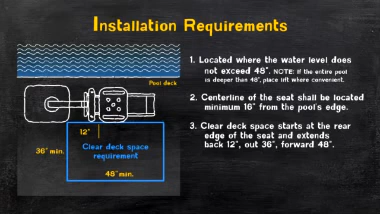 Installation Requirements
Pool deck
12"
Clear deck space
requirement
36" min.
48" min.
1. Located where the water level does
not exceed 48". NOTE: If the entire pool
is deeper than 48", place lift where convenient.
2. Centerline of the seat shall be located
minimum 16" from the pool's edge.
3. Clear deck space starts at the rear
edge of the seat and extends
back 12", out 36", forward 48".